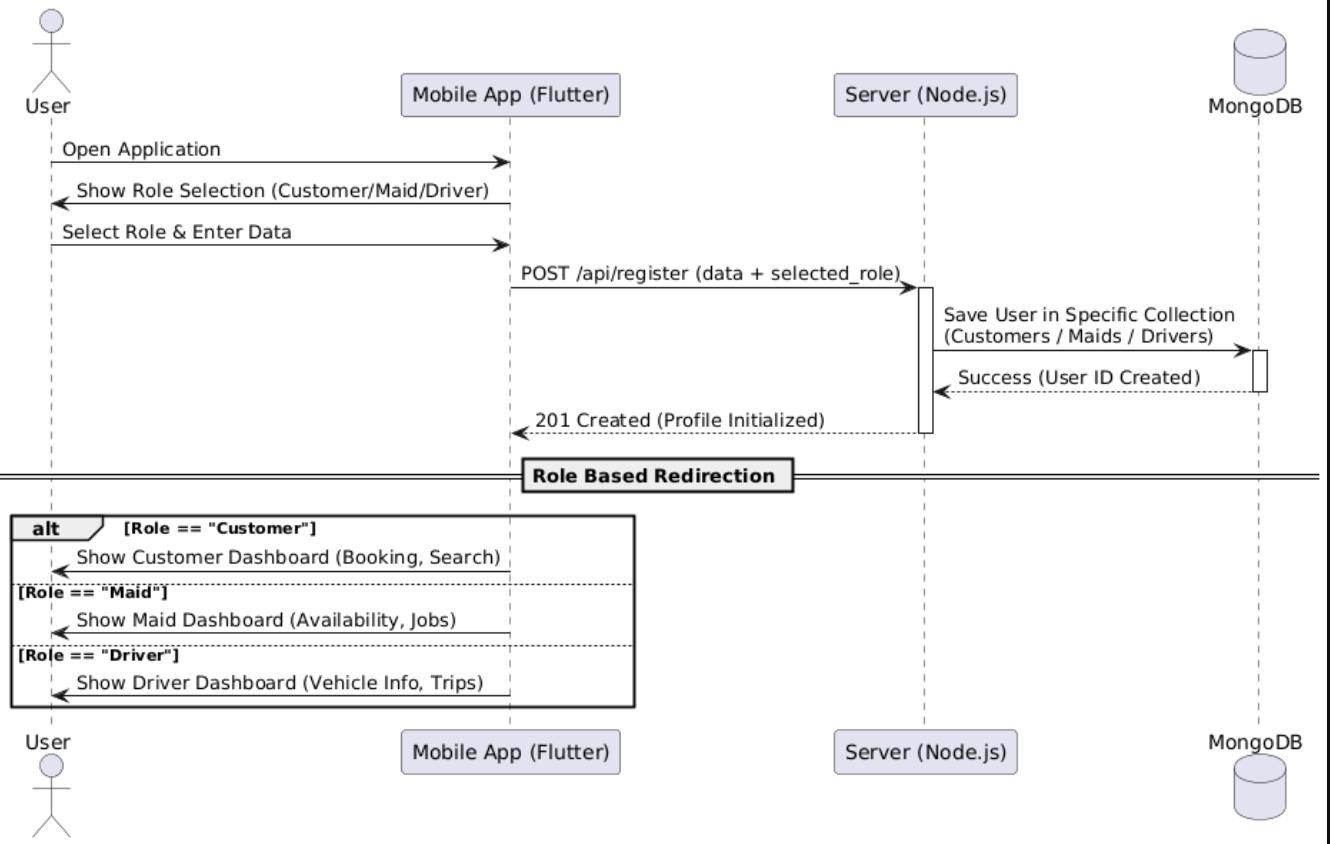 User
Mobile App (Flutter)
Server (Node.js)
MongoDB
Open Application
Show Role Selection (Customer/Maid/Driver)
Select Role & Enter Data
POST /api/register (data + selected_role)
Save User in Specific Collection
(Customers / Maids / Drivers)
Success (User ID Created)
201 Created (Profile Initialized)
Role Based Redirection
alt [Role == "Customer"]
Show Customer Dashboard (Booking, Search)
[Role == "Maid"]
Show Maid Dashboard (Availability, Jobs)
[Role == "Driver"]
Show Driver Dashboard (Vehicle Info, Trips)
User
Mobile App (Flutter)
Server (Node.js)
MongoDB